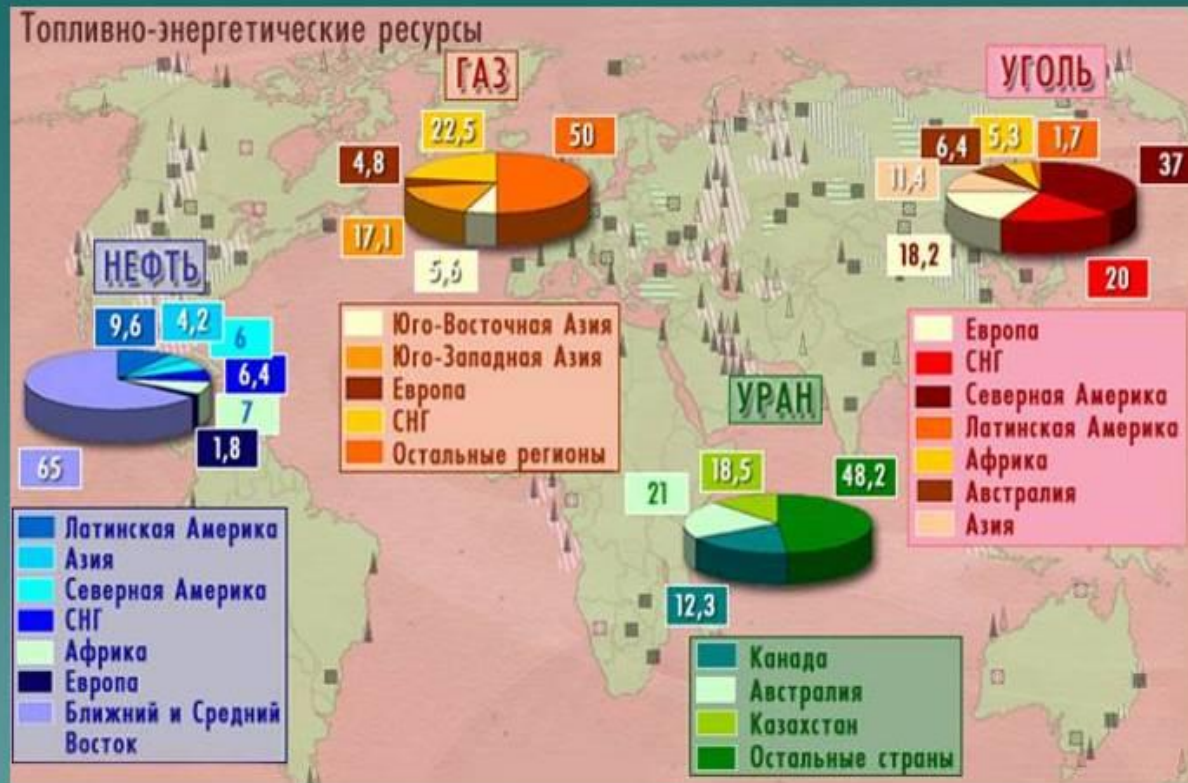 Топливно-энергетические ресурсы
ГАЗ
22,5
50
4,8
17,1
5,6
Юго-Восточная Азия
Юго-Западная Азия
Европа
СНГ
Остальные регионы
УГОЛЬ
6,4
5,3
1,7
37
11,4
18,2
20
Европа
СНГ
Северная Америка
Латинская Америка
Африка
Австралия
Азия
НЕФТЬ
9,6
4,2
6
6,4
7
1,8
65
Латинская Америка
Азия
Северная Америка
СНГ
Африка
Европа
Ближний и Средний
Восток
УРАН
18,5
48,2
21
12,3
Канада
Австралия
Казахстан
Остальные страны